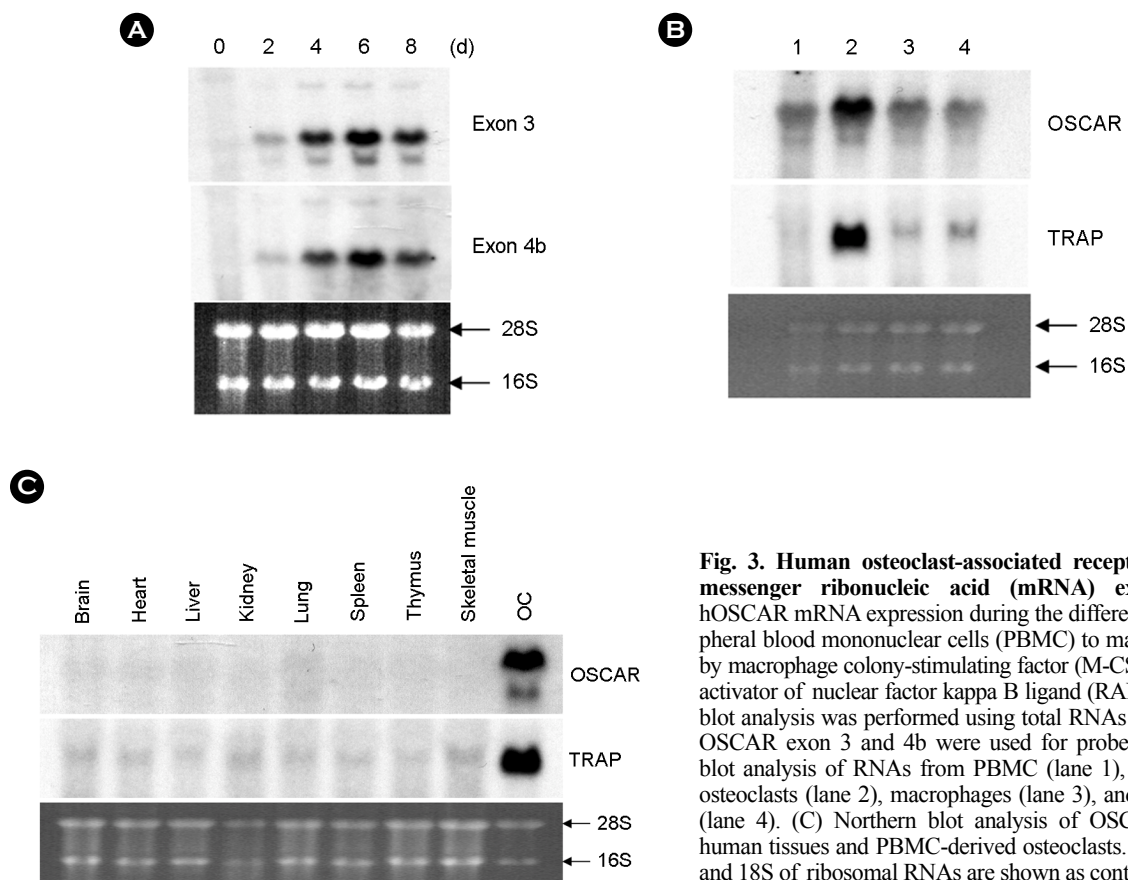 A
0 2 4 6 8 (d)
Exon 3
Exon 4b
28S
16S
B
1 2 3 4
OSCAR
TRAP
28S
16S
C
Brain Heart Liver Kidney Lung Spleen Thymus Skeletal muscle OC
OSCAR
TRAP
28S
16S
Fig. 3. Human osteoclast-associated recept
messenger ribonucleic acid (mRNA) ex
hOSCAR mRNA expression during the differe
pheral blood mononuclear cells (PBMC) to ma
by macrophage colony-stimulating factor (M-CS
activator of nuclear factor kappa B ligand (RA
blot analysis was performed using total RNAs
OSCAR exon 3 and 4b were used for probe
blot analysis of RNAs from PBMC (lane 1),
osteoclasts (lane 2), macrophages (lane 3), and
(lane 4). (C) Northern blot analysis of OSC
human tissues and PBMC-derived osteoclasts.
and 18S of ribosomal RNAs are shown as cont